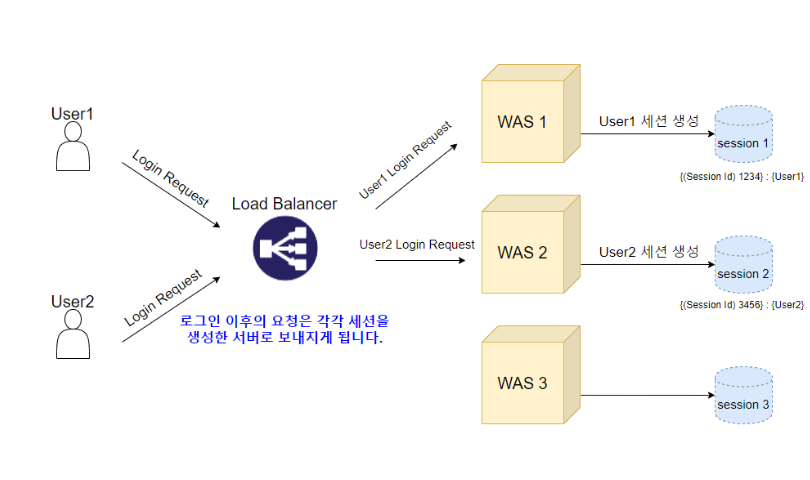 User1
Login Request
User2
Login Request
Load Balancer
로그인 이후의 요청은 각각 세션을
생성한 서버로 보내지게 됩니다.
User1 Login Request
User2 Login Request
WAS 1
User1 세션 생성
session 1
{(Session Id) 1234} : {User1}
WAS 2
User2 세션 생성
session 2
{(Session Id) 3456} : {User2}
WAS 3
session 3